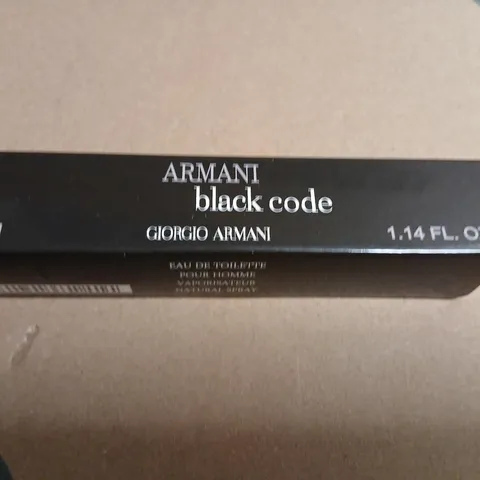 ARMANI
black code
GIORGIO ARMANI
1.14 FL. O
EAU DE TOILETTE
POUR HOMME
VAPORISATEUR
NATURAL SPRAY